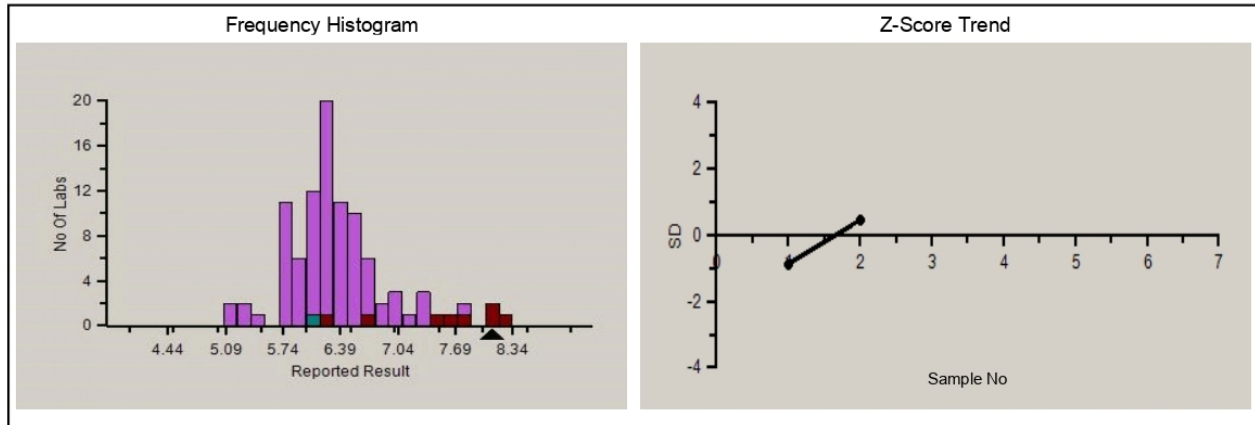 Frequency Histogram
20
16
12
8
4
0
No Of Labs
4.44 5.09 5.74 6.39 7.04 7.69 8.34
Reported Result
Z-Score Trend
4
2
0
-2
-4
SD
0 1 2 3 4 5 6 7
Sample No